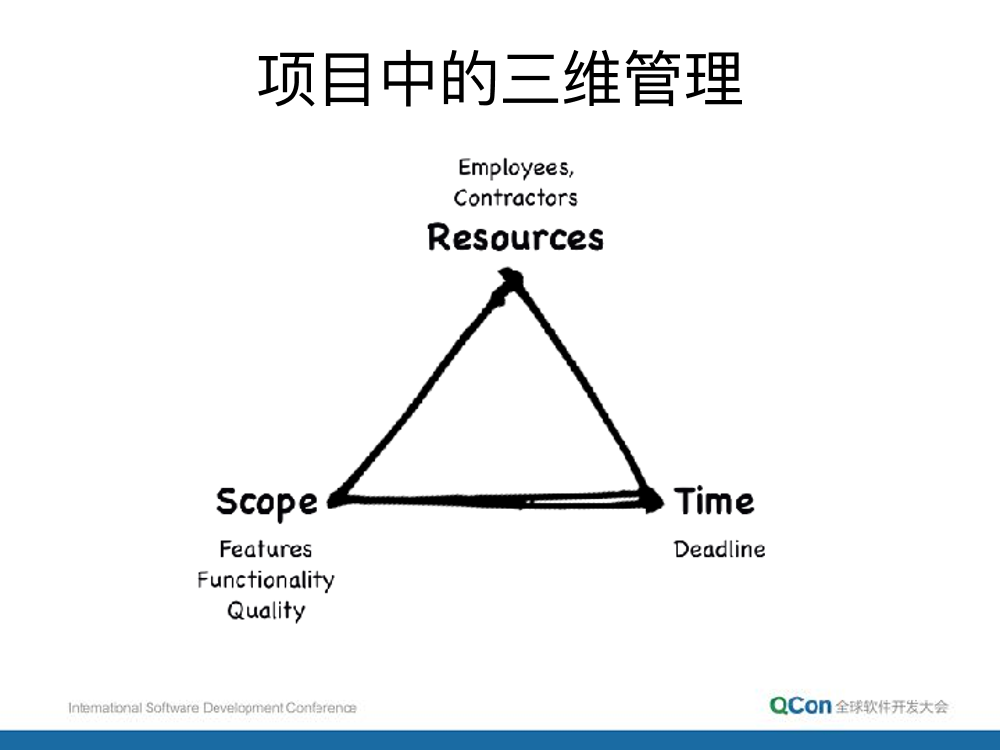 项目中的三维管理
Employees,
Contractors
Resources
Scope
Features
Functionality
Quality
Time
Deadline
International Software Development Conference
QCon 全球软件开发大会